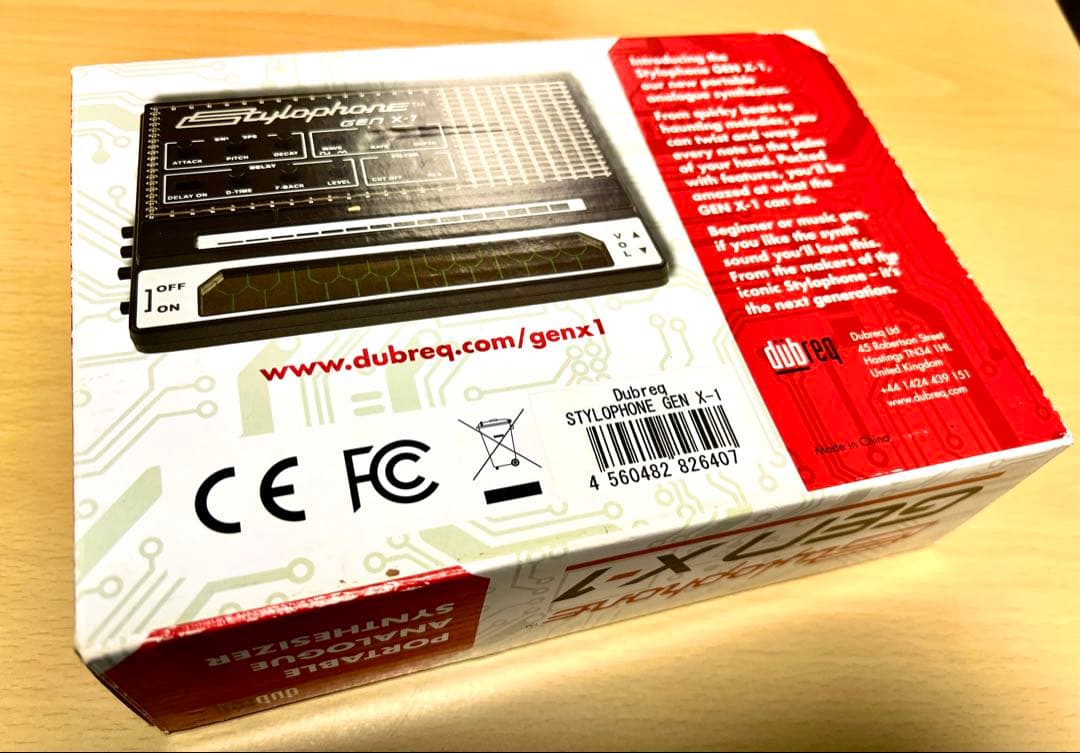 Stylophone™
GEN X-1
ENV
ATTACK PITCH DECAY
WAVE RATE DEPTH
DELAY
DELAY ON D-TIME F-BACK LEVEL
FILTER
CUT OFF
VOL
OFF
ON
www.dubreq.com/genx1
CE FC
Dubreq
STYLOPHONE GEN X-1
4 560482 826407
Introducing the
Stylophone GEN X-1,
our new portable
analogue synthesizer.
From quirky beats to
haunting melodies, you
can twist and warp
every note in the palm
of your hand. Packed
with features, you'll be
amazed at what the
GEN X-1 can do.
Beginner or music pro,
if you like the synth
sound you'll love this.
From the makers of the
iconic Stylophone – it's
the next generation.
dübreq
Dubreq Ltd
45 Robertson Street
Hastings TN34 1HL
United Kingdom
+44 1424 439 151
www.dubreq.com
Made in China
Stylophone
GEN X-1
dübreq
PORTABLE
ANALOGUE
SYNTHESIZER